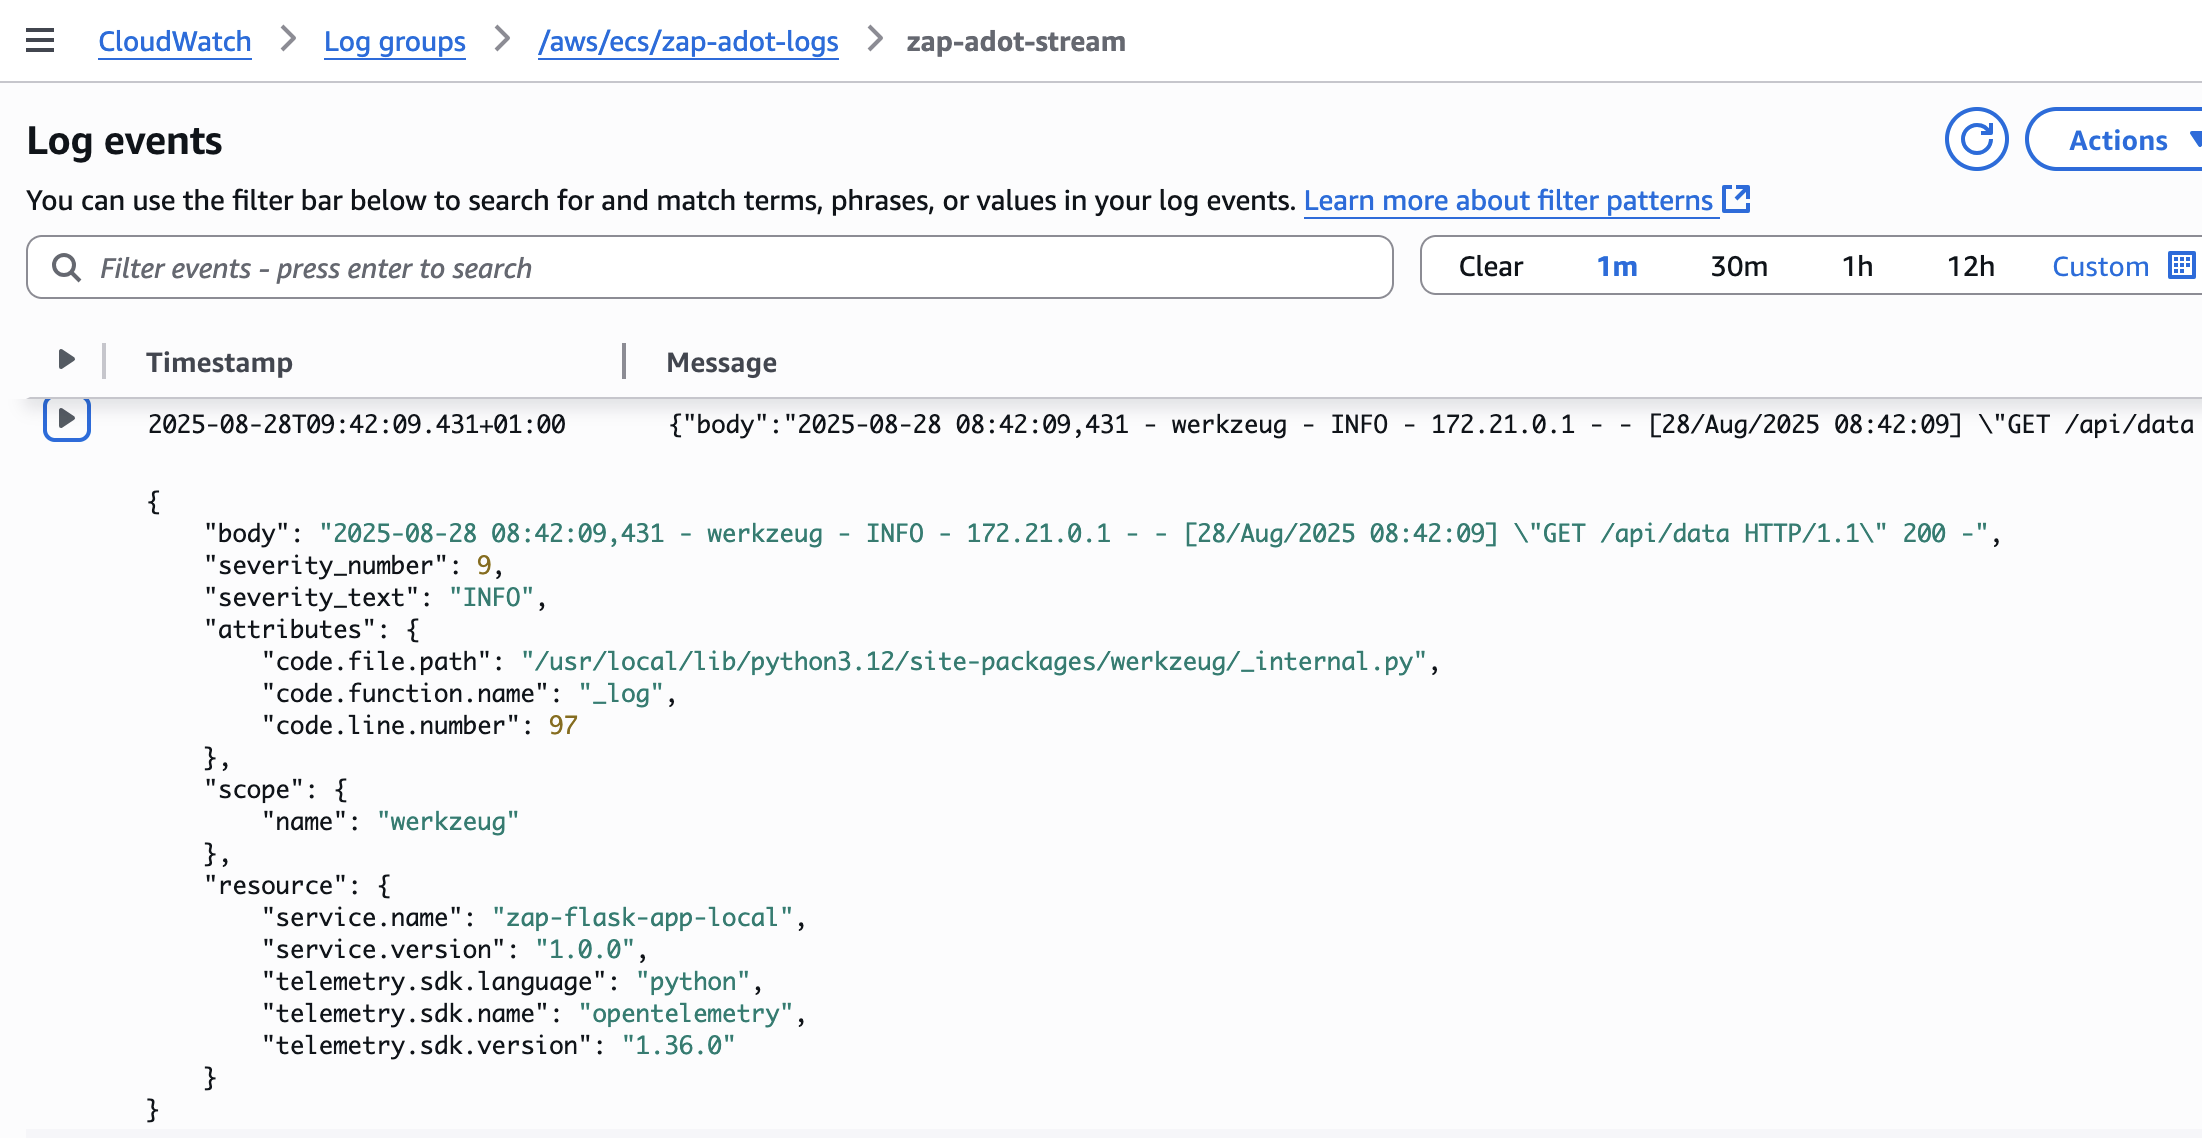 CloudWatch > Log groups > /aws/ecs/zap-adot-logs > zap-adot-stream
Log events
Actions
You can use the filter bar below to search for and match terms, phrases, or values in your log events. Learn more about filter patterns
Filter events - press enter to search
Clear 1m 30m 1h 12h Custom
Timestamp Message
2025-08-28T09:42:09.431+01:00 {"body":"2025-08-28 08:42:09,431 - werkzeug - INFO - 172.21.0.1 - - [28/Aug/2025 08:42:09] \"GET /api/data
{
    "body": "2025-08-28 08:42:09,431 - werkzeug - INFO - 172.21.0.1 - - [28/Aug/2025 08:42:09] \"GET /api/data HTTP/1.1\" 200 -",
    "severity_number": 9,
    "severity_text": "INFO",
    "attributes": {
        "code.file.path": "/usr/local/lib/python3.12/site-packages/werkzeug/_internal.py",
        "code.function.name": "_log",
        "code.line.number": 97
    },
    "scope": {
        "name": "werkzeug"
    },
    "resource": {
        "service.name": "zap-flask-app-local",
        "service.version": "1.0.0",
        "telemetry.sdk.language": "python",
        "telemetry.sdk.name": "opentelemetry",
        "telemetry.sdk.version": "1.36.0"
    }
}